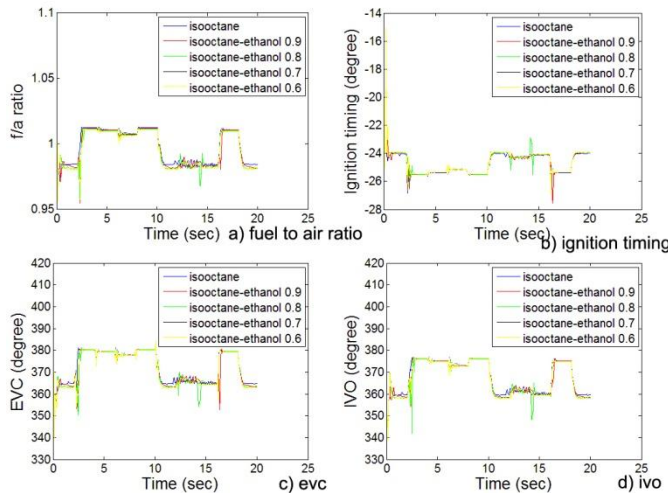 1.1
1.05
1
0.95
f/a ratio
isooctane
isooctane-ethanol 0.9
isooctane-ethanol 0.8
isooctane-ethanol 0.7
isooctane-ethanol 0.6
0 5 10 15 20 25
Time (sec)
a) fuel to air ratio
-14
-16
-18
-20
-22
-24
-26
-28
Ignition timing (degree)
isooctane
isooctane-ethanol 0.9
isooctane-ethanol 0.8
isooctane-ethanol 0.7
isooctane-ethanol 0.6
0 5 10 15 20 25
Time (sec)
b) ignition timing
420
410
400
390
380
370
360
350
340
330
EVC (degree)
isooctane
isooctane-ethanol 0.9
isooctane-ethanol 0.8
isooctane-ethanol 0.7
isooctane-ethanol 0.6
0 5 10 15 20 25
Time (sec)
c) evc
420
410
400
390
380
370
360
350
340
330
IVO (degree)
isooctane
isooctane-ethanol 0.9
isooctane-ethanol 0.8
isooctane-ethanol 0.7
isooctane-ethanol 0.6
0 5 10 15 20 25
Time (sec)
d) ivo